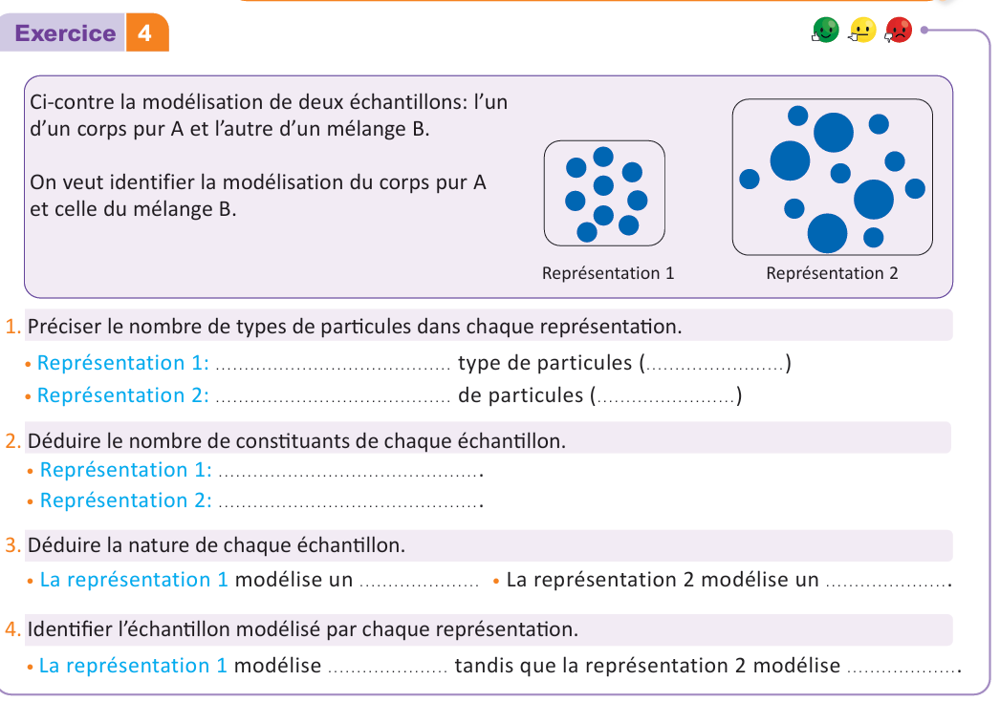 Exercice 4
Ci-contre la modélisation de deux échantillons: l’un
d’un corps pur A et l’autre d’un mélange B.
On veut identifier la modélisation du corps pur A
et celle du mélange B.
Représentation 1
Représentation 2
1. Préciser le nombre de types de particules dans chaque représentation.
• Représentation 1: ......................................... type de particules (........................)
• Représentation 2: ......................................... de particules (........................)
2. Déduire le nombre de constituants de chaque échantillon.
• Représentation 1: ............................................. .
• Représentation 2: ............................................. .
3. Déduire la nature de chaque échantillon.
• La représentation 1 modélise un ..................... • La représentation 2 modélise un ..................... .
4. Identifier l’échantillon modélisé par chaque représentation.
• La représentation 1 modélise ..................... tandis que la représentation 2 modélise ................... .